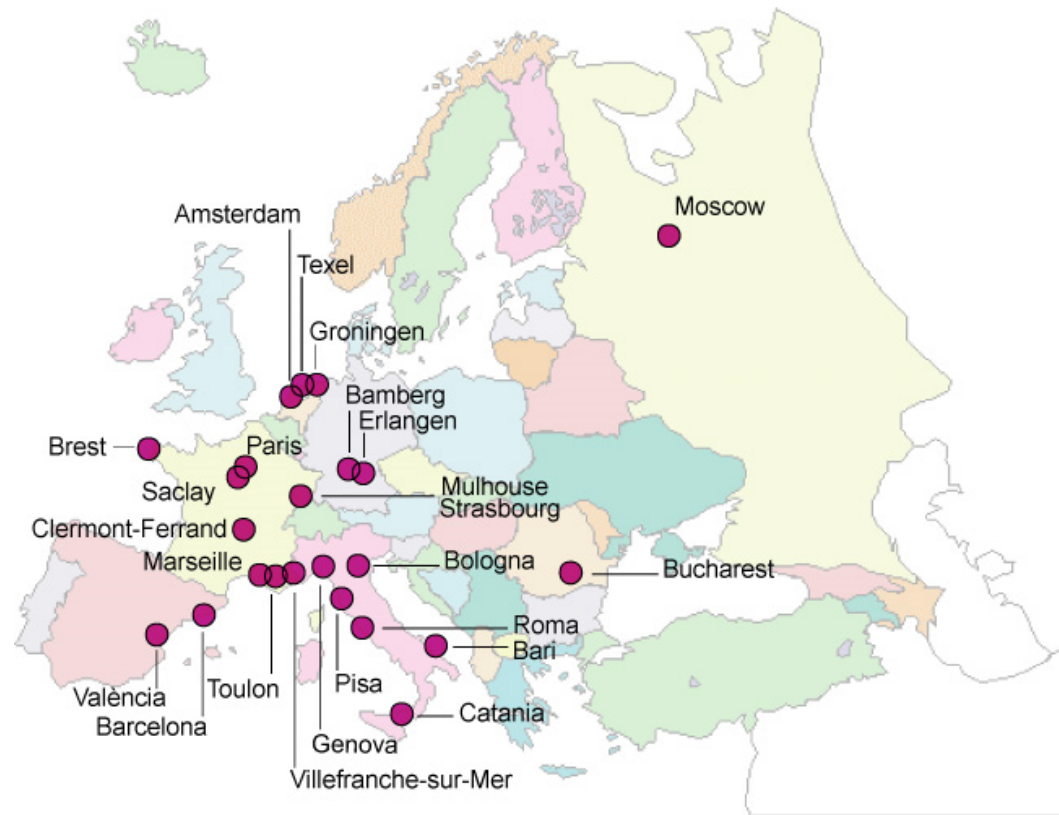 Moscow
Amsterdam
Texel
Groningen
Bamberg
Erlangen
Brest
Paris
Saclay
Mulhouse
Strasbourg
Clermont-Ferrand
Marseille
Bologna
Bucharest
Roma
Bari
València
Barcelona
Toulon
Pisa
Catania
Genova
Villefranche-sur-Mer